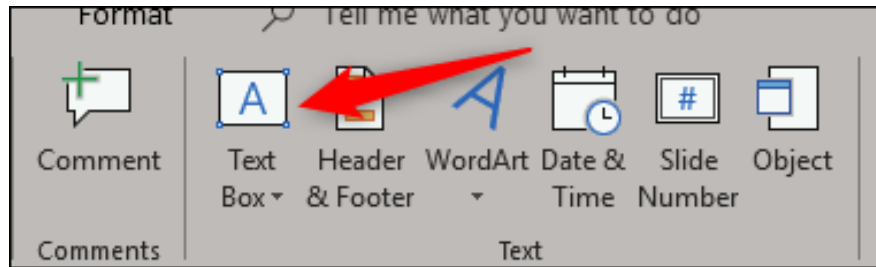 Format Tell me what you want to do
A A #
Comment Text Header WordArt Date & Slide Object
Box & Footer Time Number
Comments Text